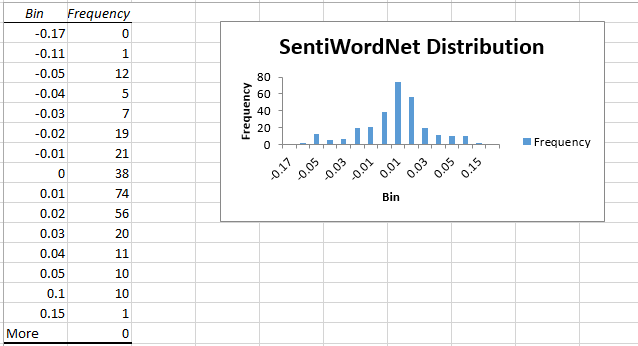 Bin Frequency
-0.17 0
-0.11 1
-0.05 12
-0.04 5
-0.03 7
-0.02 19
-0.01 21
0 38
0.01 74
0.02 56
0.03 20
0.04 11
0.05 10
0.1 10
0.15 1
More 0
SentiWordNet Distribution
Frequency
80
60
40
20
0
-0.17 -0.05 -0.03 -0.01 0.01 0.03 0.05 0.15
Bin
Frequency